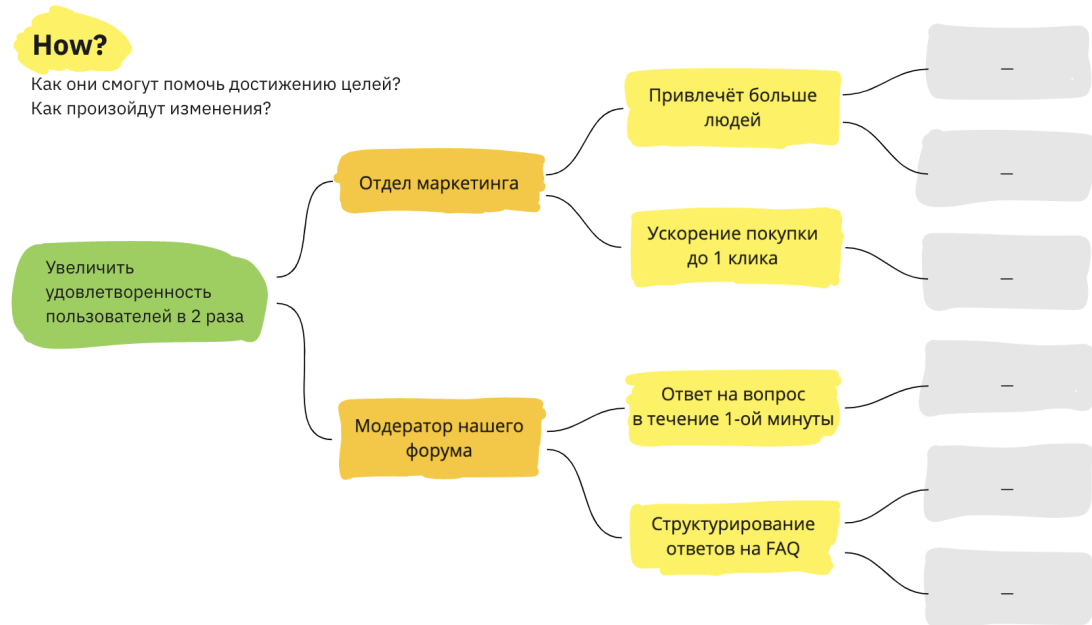 How?
Как они смогут помочь достижению целей?
Как произойдут изменения?
Увеличить
удовлетворенность
пользователей в 2 раза
Отдел маркетинга
Модератор нашего
форума
Привлечёт больше
людей
Ускорение покупки
до 1 клика
Ответ на вопрос
в течение 1-ой минуты
Структурирование
ответов на FAQ
—
—
—
—
—
—